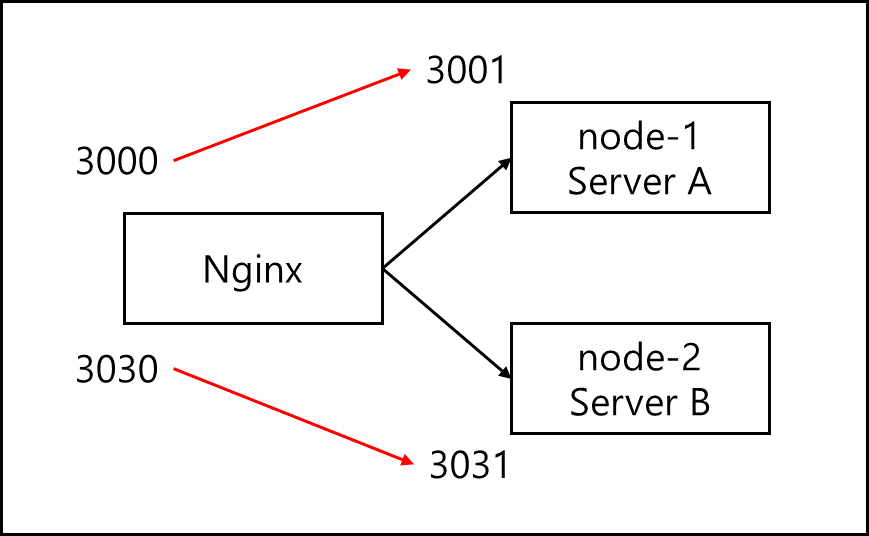 3001
3000
node-1
Server A
Nginx
3030
node-2
Server B
3031